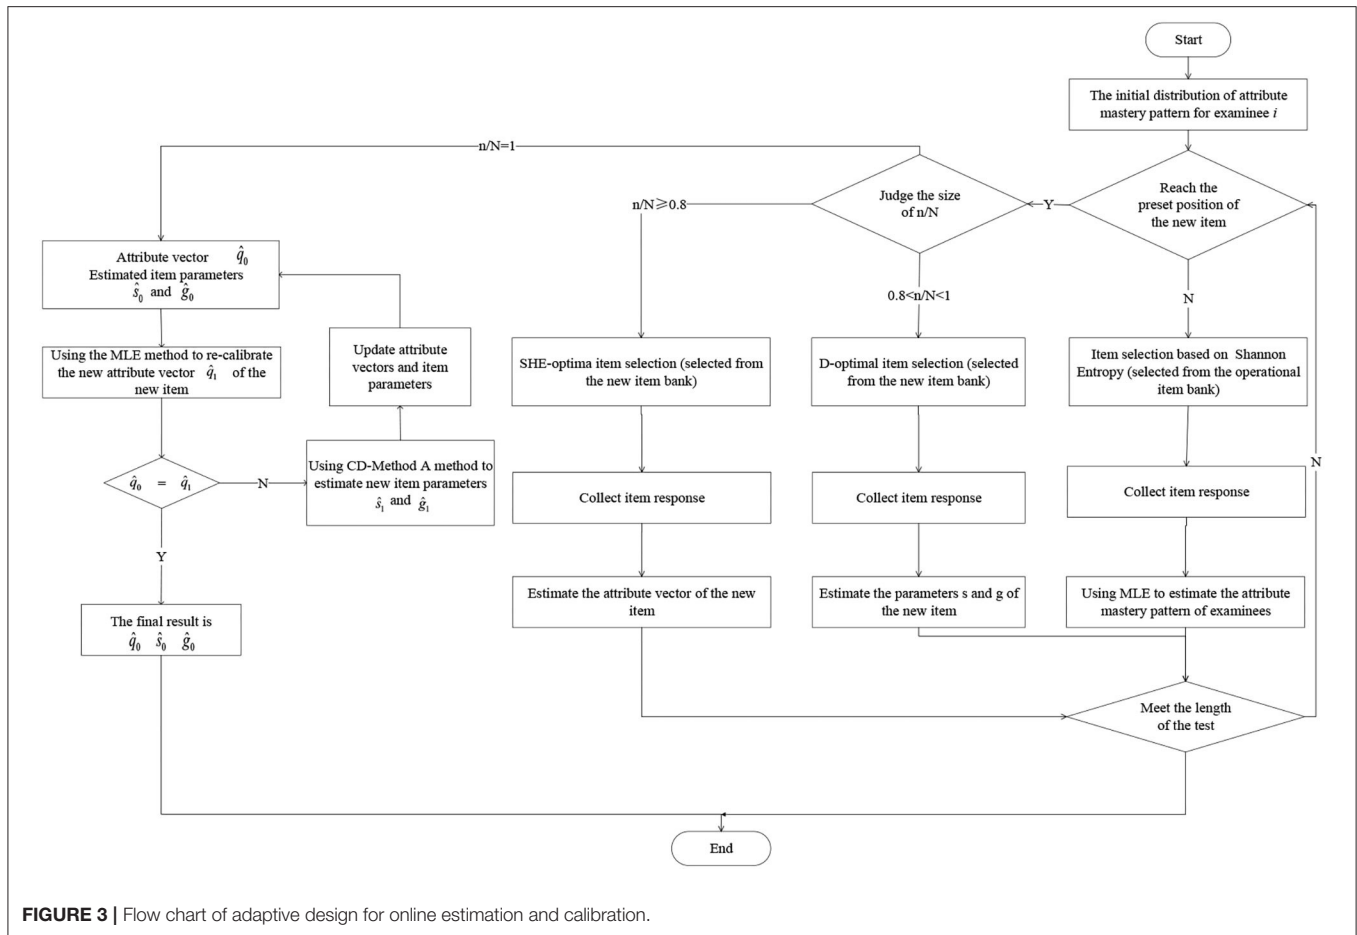 Start
The initial distribution of attribute
mastery pattern for examinee i
n/N=1
Reach the
preset position of
the new item
Y
Judge the size
of n/N
n/N⩾0.8
0.8<n/N<1
N
Attribute vector q̂₀
Estimated item parameters
ŝ₀ and ĝ₀
Using the MLE method to re-calibrate
the new attribute vector q̂₁ of the
new item
Update attribute
vectors and item
parameters
SHE-optima item selection (selected from
the new item bank)
D-optimal item selection (selected
from the new item bank)
Item selection based on Shannon
Entropy (selected from the operational
item bank)
q̂₀ = q̂₁
N
Using CD-Method A method to
estimate new item parameters
ŝ₁ and ĝ₁
Collect item response
Collect item response
Collect item response
N
Y
Estimate the attribute vector of the new
item
Estimate the parameters s and g of
the new item
Using MLE to estimate the attribute
mastery pattern of examinees
The final result is
q̂₀ ŝ₀ ĝ₀
Meet the length
of the test
End
FIGURE 3 | Flow chart of adaptive design for online estimation and calibration.